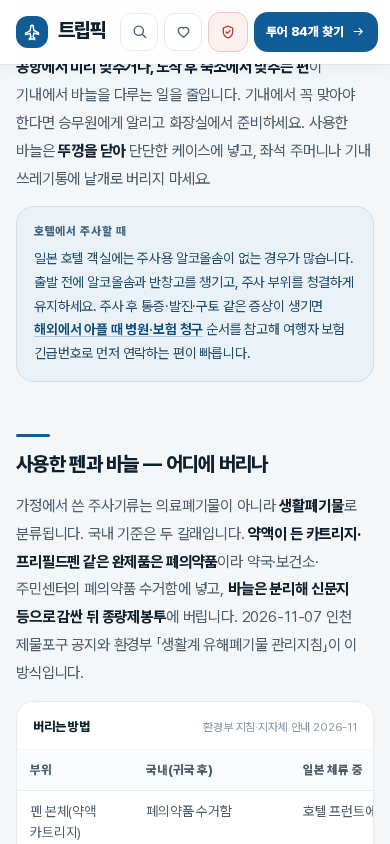 트립픽
투어 84개 찾기 →
공항에서 미리 맞추거나, 도착 후 숙소에서 맞추는 편이
기내에서 바늘을 다루는 일을 줄입니다. 기내에서 꼭 맞아야
한다면 승무원에게 알리고 화장실에서 준비하세요. 사용한
바늘은 뚜껑을 닫아 단단한 케이스에 넣고, 좌석 주머니나 기내
쓰레기통에 낱개로 버리지 마세요.
호텔에서 주사할 때
일본 호텔 객실에는 주사용 알코올솜이 없는 경우가 많습니다.
출발 전에 알코올솜과 반창고를 챙기고, 주사 부위를 청결하게
유지하세요. 주사 후 통증·발진·구토 같은 증상이 생기면
해외에서 아플 때 병원·보험 청구 순서를 참고해 여행자 보험
긴급번호로 먼저 연락하는 편이 빠릅니다.
사용한 펜과 바늘 — 어디에 버리나
가정에서 쓴 주사기류는 의료폐기물이 아니라 생활폐기물로
분류됩니다. 국내 기준은 두 갈래입니다. 약액이 든 카트리지·
프리필드펜 같은 완제품은 폐의약품이라 약국·보건소·
주민센터의 폐의약품 수거함에 넣고, 바늘은 분리해 신문지
등으로 감싼 뒤 종량제봉투에 버립니다. 2026-11-07 인천
제물포구 공지와 환경부 「생활계 유해폐기물 관리지침」이 이
방식입니다.
버리는 방법
환경부 지침·지자체 안내 2026-11
부위 국내(귀국 후) 일본 체류 중
펜 본체(약액 폐의약품 수거함 호텔 프런트에
카트리지)